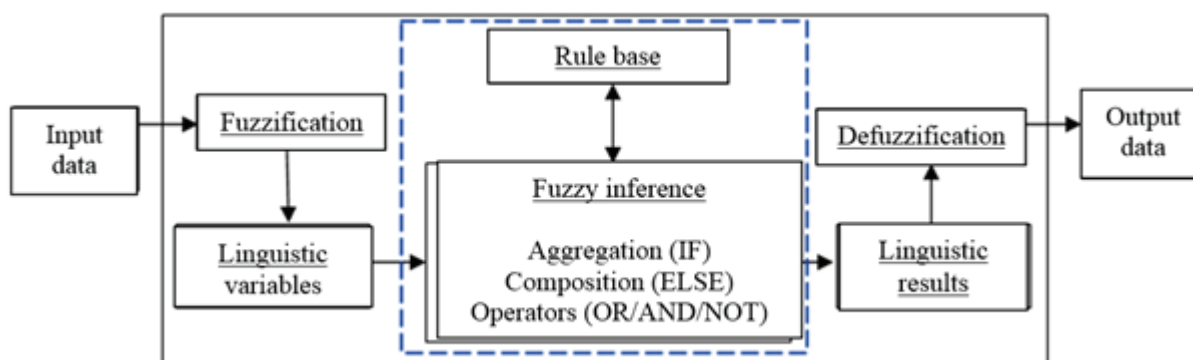 Input
data
Fuzzification
Linguistic
variables
Rule base
Fuzzy inference
Aggregation (IF)
Composition (ELSE)
Operators (OR/AND/NOT)
Defuzzification
Linguistic
results
Output
data